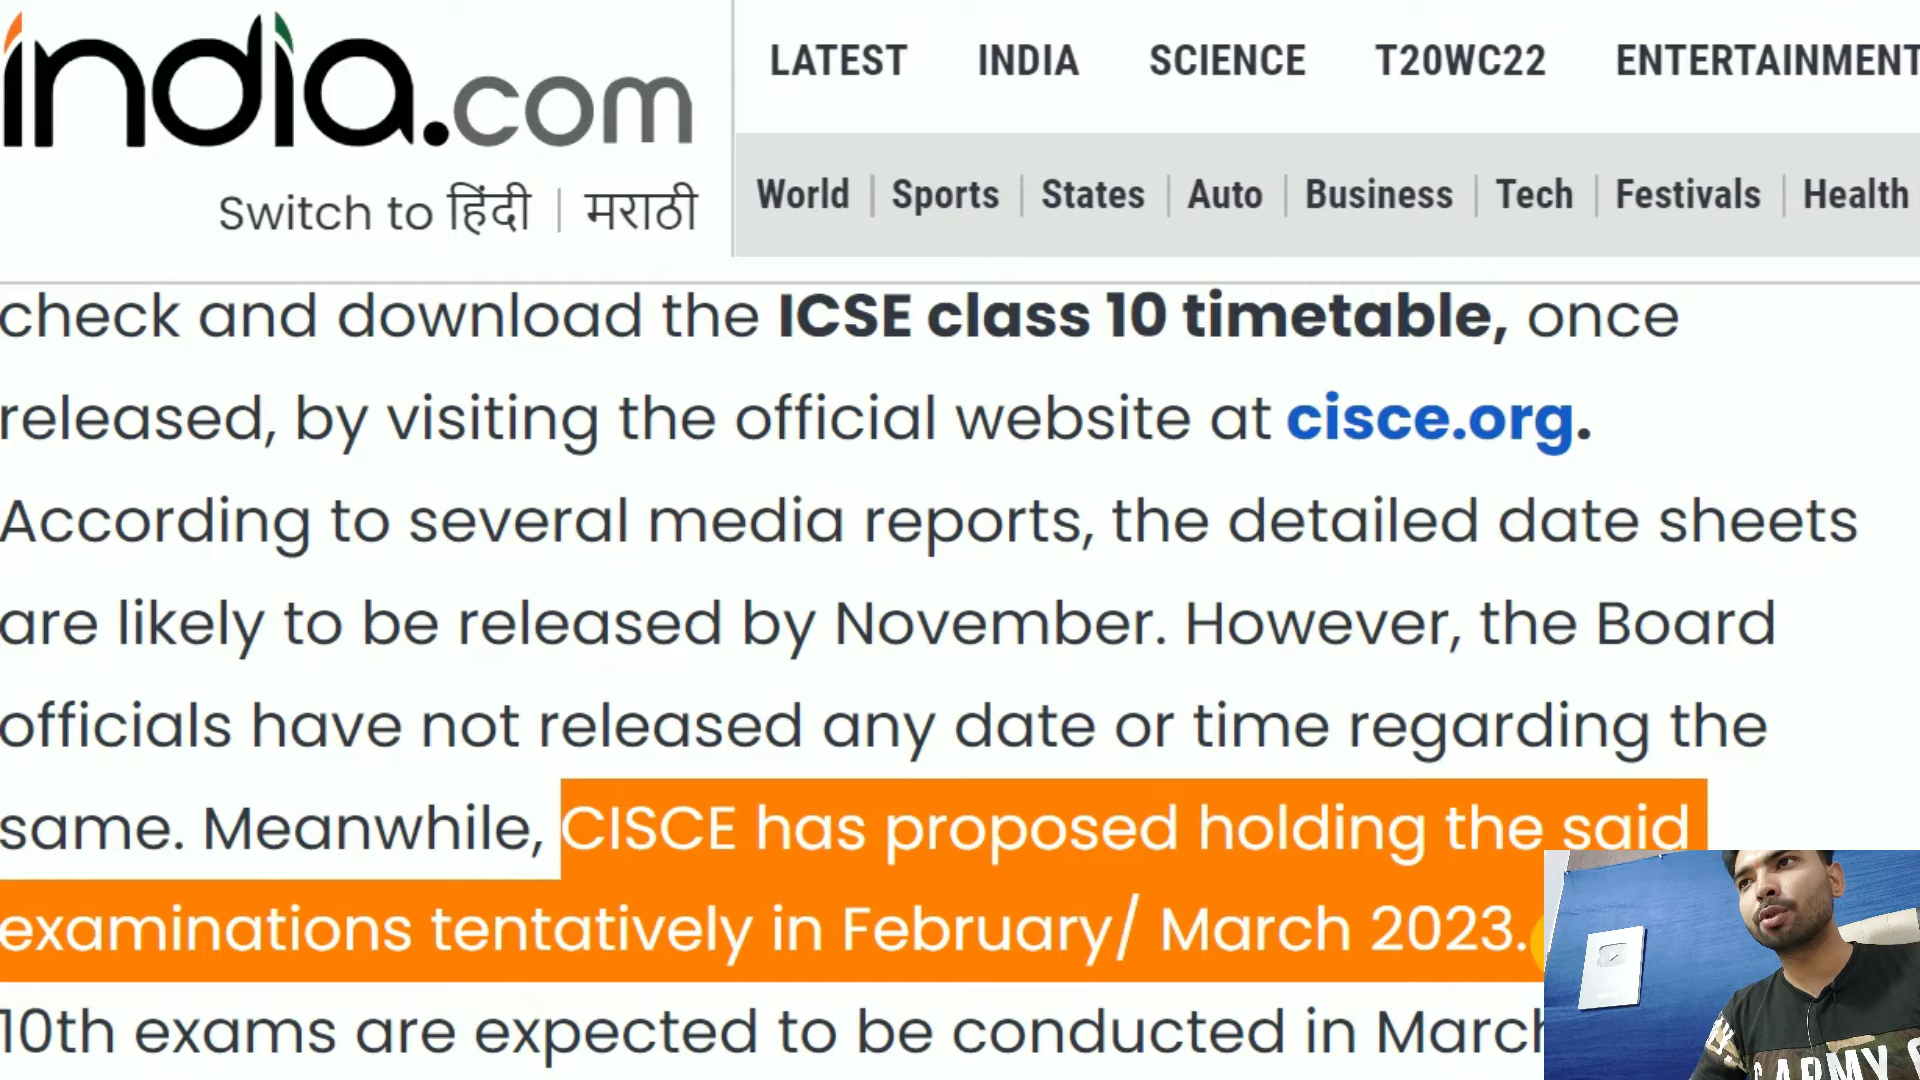 india.com
LATEST INDIA SCIENCE T20WC22 ENTERTAINMENT
Switch to हिंदी | मराठी
World | Sports | States | Auto | Business | Tech | Festivals | Health
check and download the ICSE class 10 timetable, once
released, by visiting the official website at cisce.org.
According to several media reports, the detailed date sheets
are likely to be released by November. However, the Board
officials have not released any date or time regarding the
same. Meanwhile, CISCE has proposed holding the said
examinations tentatively in February/ March 2023.
10th exams are expected to be conducted in March
ARMY